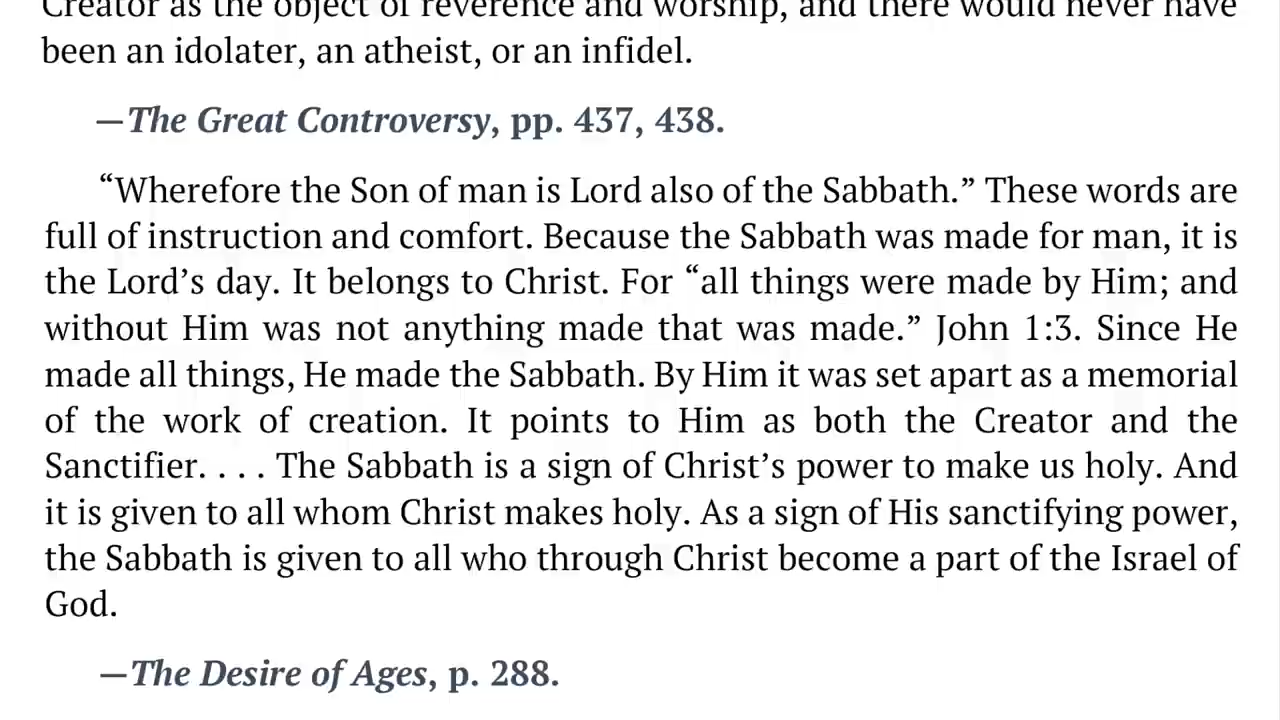 Creator as the object of reverence and worship, and there would never have
been an idolater, an atheist, or an infidel.
—The Great Controversy, pp. 437, 438.
“Wherefore the Son of man is Lord also of the Sabbath.” These words are
full of instruction and comfort. Because the Sabbath was made for man, it is
the Lord’s day. It belongs to Christ. For “all things were made by Him; and
without Him was not anything made that was made.” John 1:3. Since He
made all things, He made the Sabbath. By Him it was set apart as a memorial
of the work of creation. It points to Him as both the Creator and the
Sanctifier. . . . The Sabbath is a sign of Christ’s power to make us holy. And
it is given to all whom Christ makes holy. As a sign of His sanctifying power,
the Sabbath is given to all who through Christ become a part of the Israel of
God.
—The Desire of Ages, p. 288.